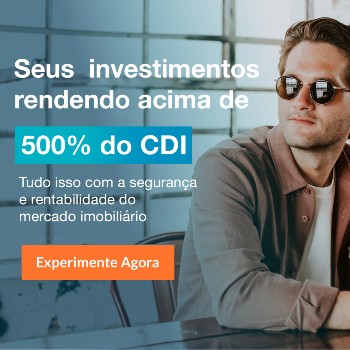 Seus investimentos
rendendo acima de
500% do CDI
Tudo isso com a segurança
e rentabilidade do
mercado imobiliário
Experimente Agora